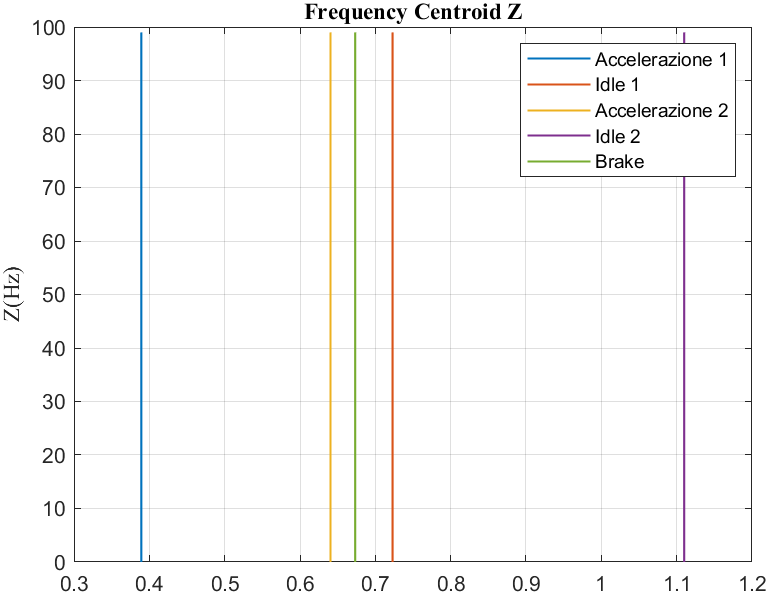 Frequency Centroid Z
100
90
80
70
60
50
40
30
20
10
0
Z(Hz)
Accelerazione 1
Idle 1
Accelerazione 2
Idle 2
Brake
0.3 0.4 0.5 0.6 0.7 0.8 0.9 1 1.1 1.2